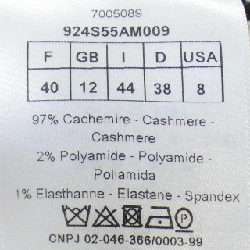 7005089
924S55AM009
F GB I D USA
40 12 44 38 8
97% Cachemire - Cashmere -
Cashmere
2% Polyamide - Polyamide -
Poliamida
1% Elasthanne - Elastane - Spandex
P
CNPJ 02-046-366/0003-99